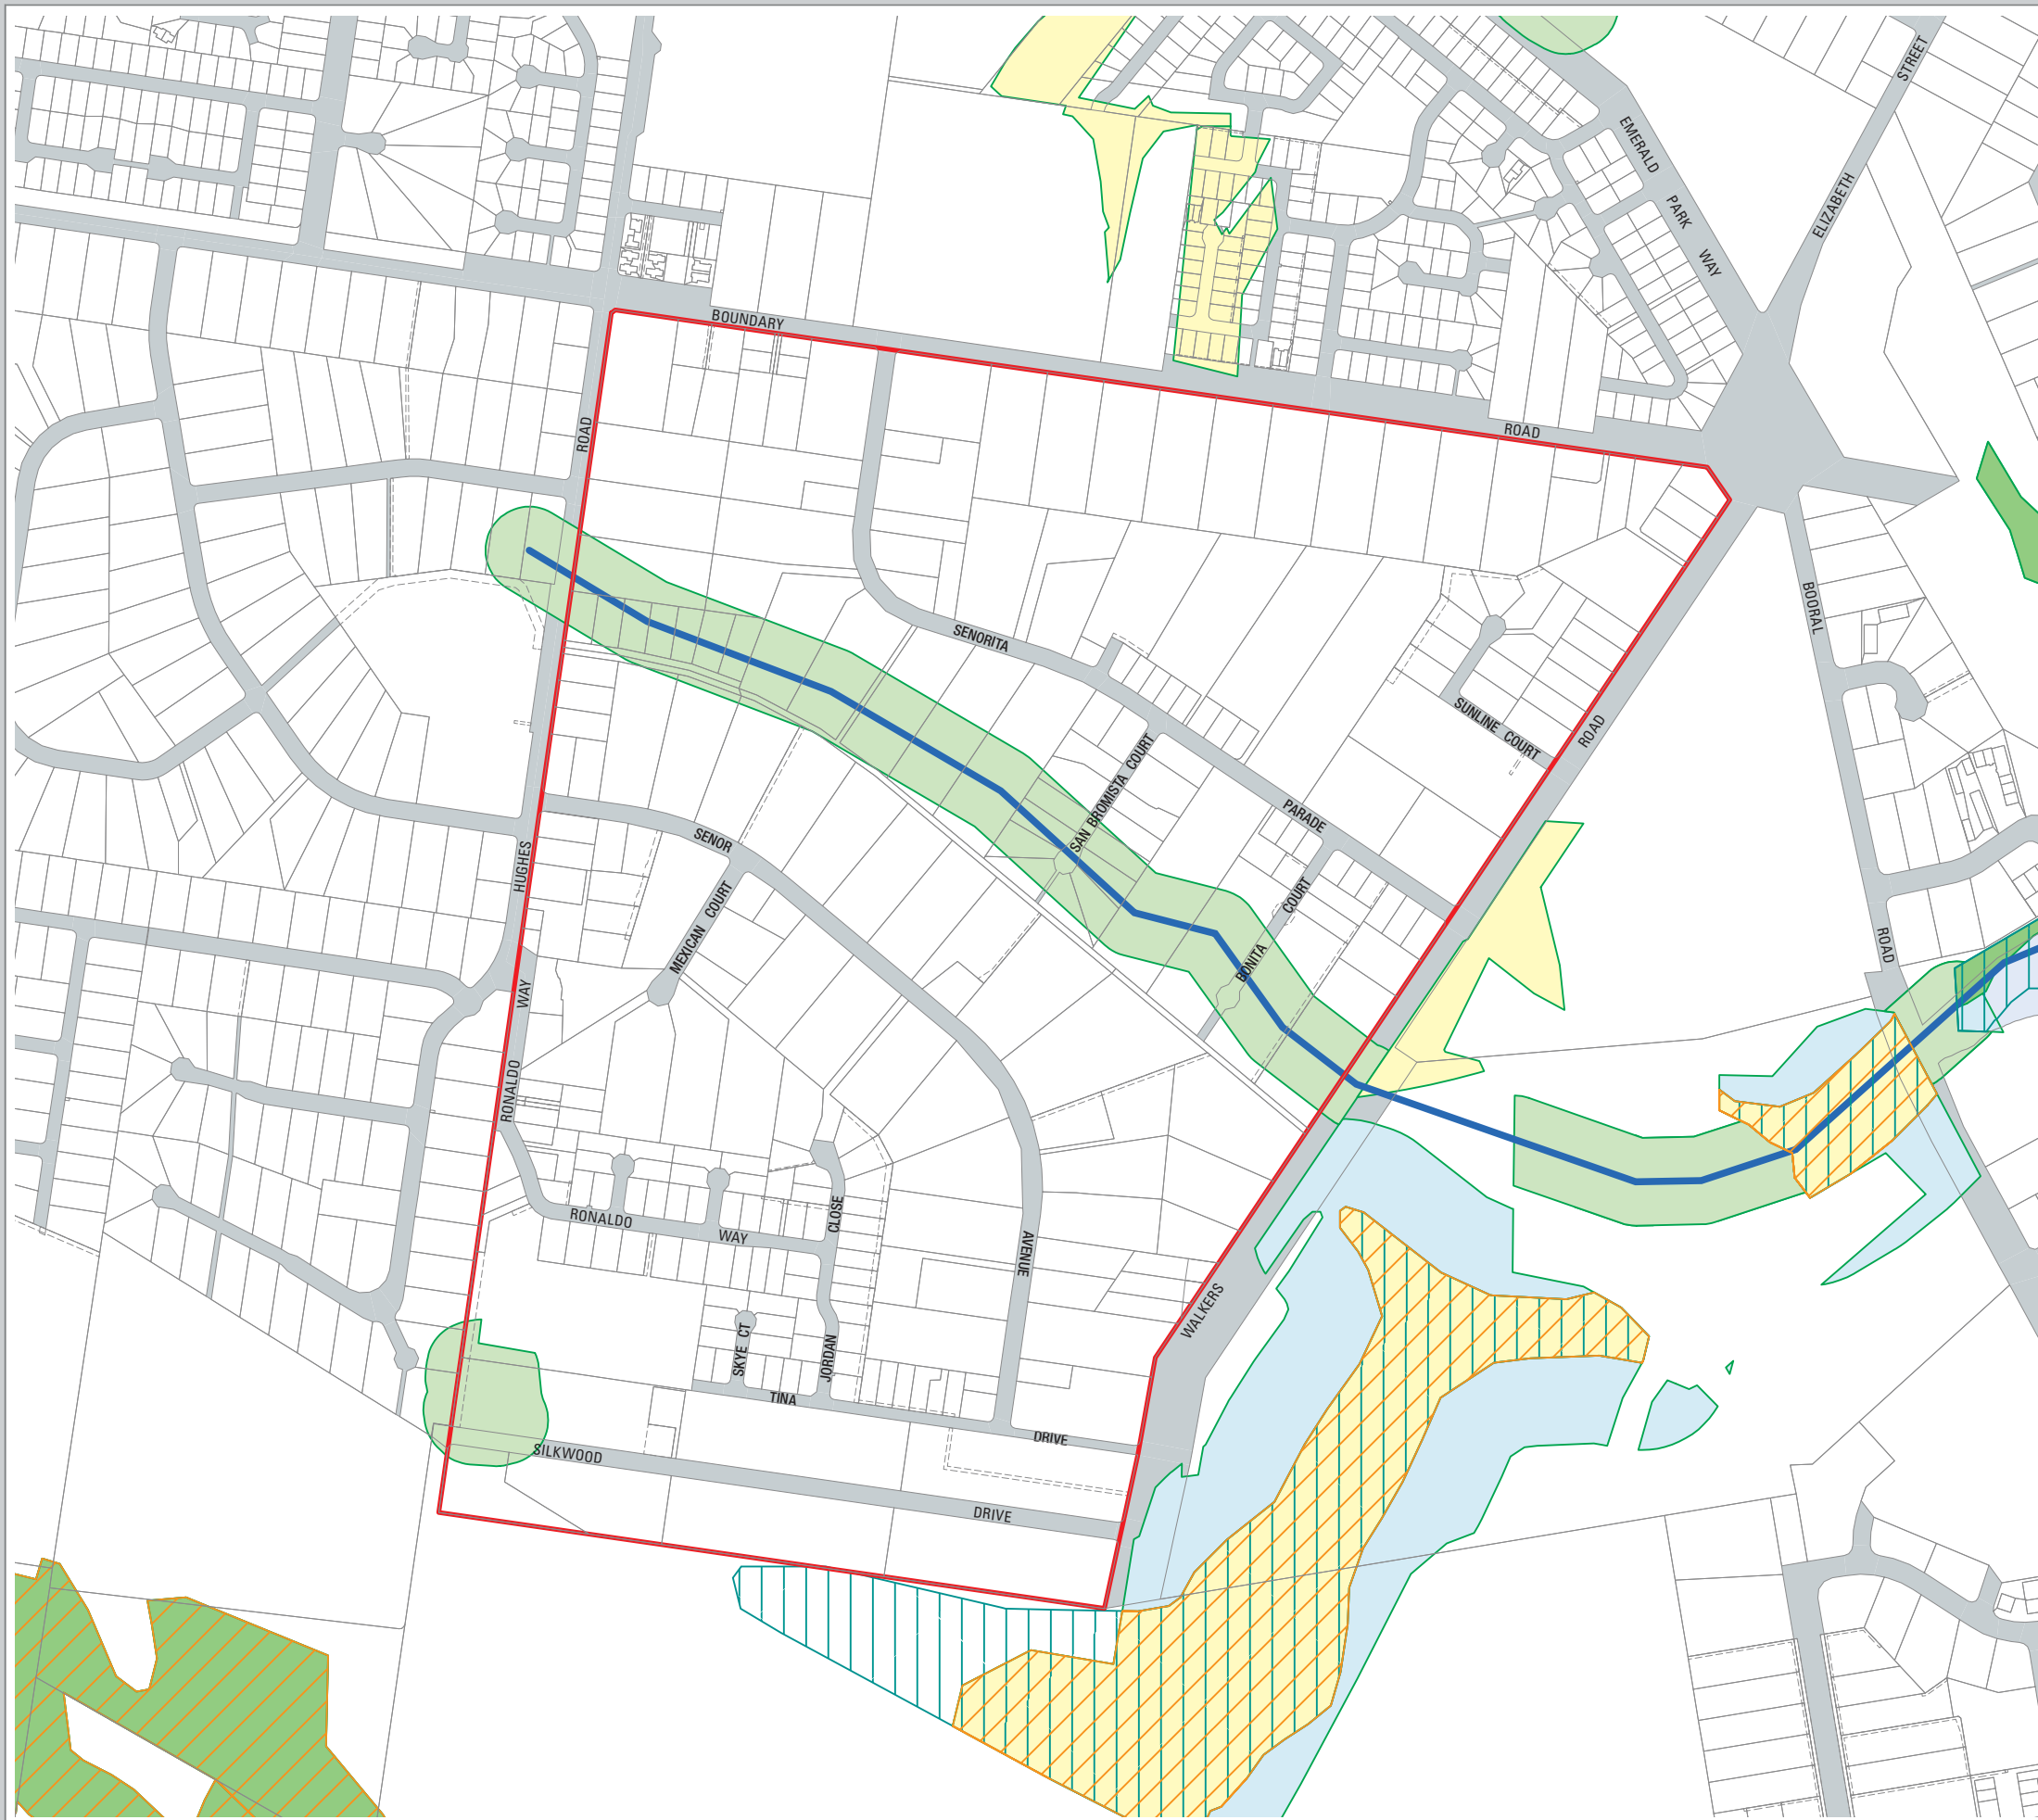 STREET
EMERALD
PARK
WAY
ELIZABETH
BOUNDARY
ROAD
ROAD
BOORAL
ROAD
SENORITA
SUNLINE COURT
ROAD
SAN BROMISTA COURT
PARADE
SENOR
HUGHES
COURT
BONITA
MEXICAN COURT
WAY
RONALDO
RONALDO
WAY
CLOSE
AVENUE
WALKERS
SKYE CT
JORDAN
TINA
DRIVE
SILKWOOD
DRIVE